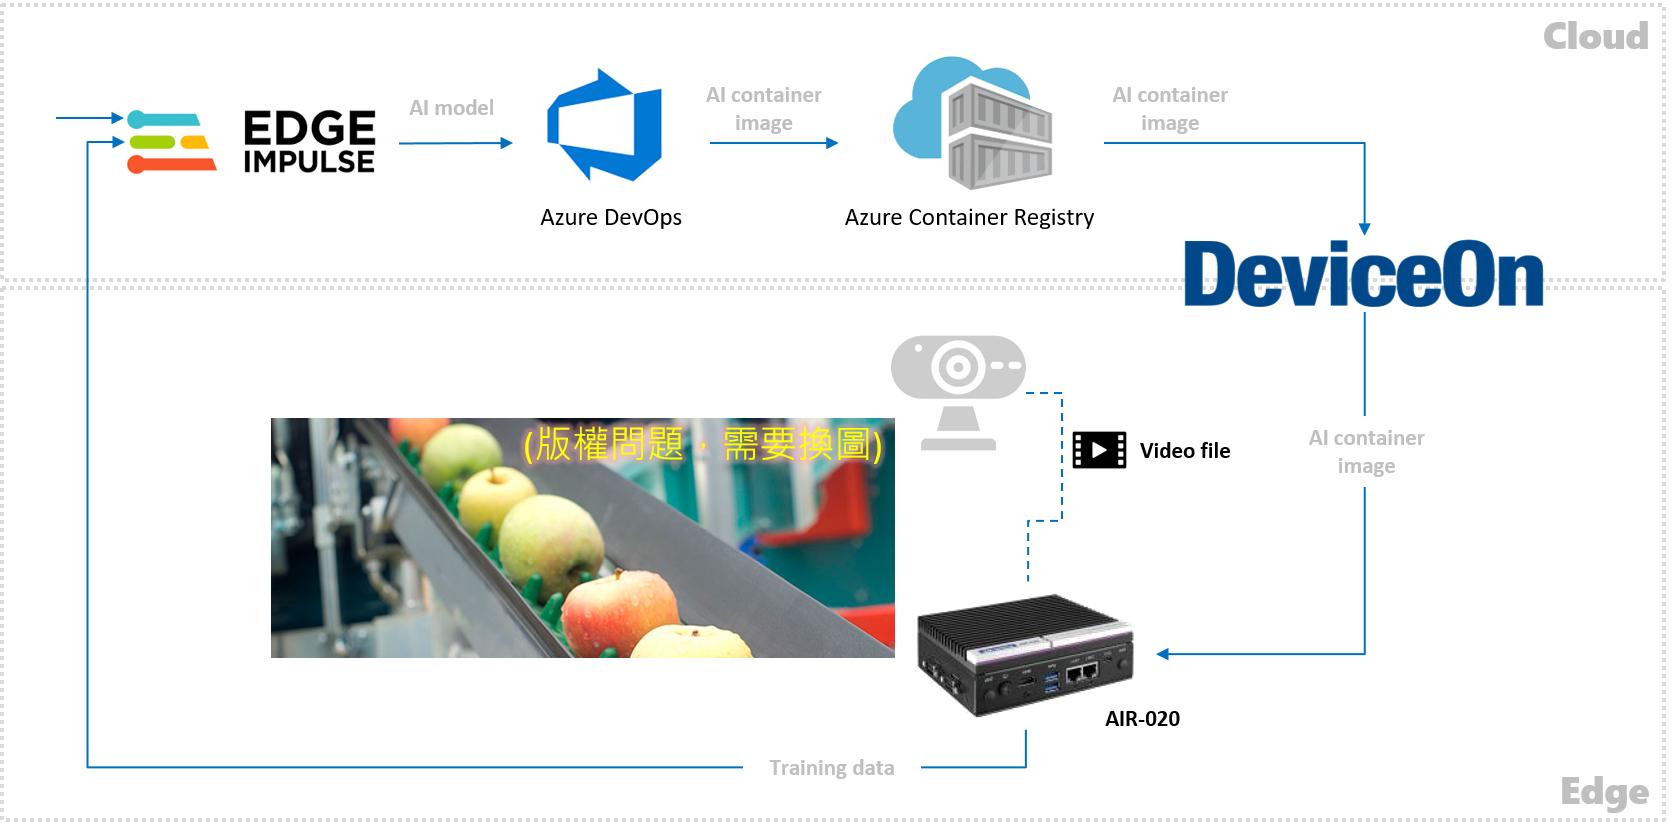 Cloud
EDGE
IMPULSE
AI model
Azure DevOps
AI container
image
Azure Container Registry
AI container
image
DeviceOn
(版權問題，需要換圖)
Video file
AI container
image
AIR-020
Training data
Edge